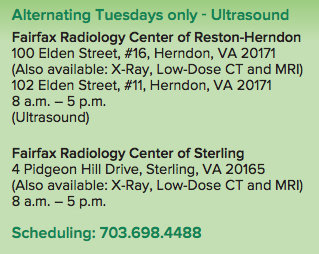 Alternating Tuesdays only - Ultrasound
Fairfax Radiology Center of Reston-Herndon
100 Elden Street, #16, Herndon, VA 20171
(Also available: X-Ray, Low-Dose CT and MRI)
102 Elden Street, #11, Herndon, VA 20171
8 a.m. – 5 p.m.
(Ultrasound)
Fairfax Radiology Center of Sterling
4 Pidgeon Hill Drive, Sterling, VA 20165
(Also available: X-Ray, Low-Dose CT and MRI)
8 a.m. – 5 p.m.
Scheduling: 703.698.4488